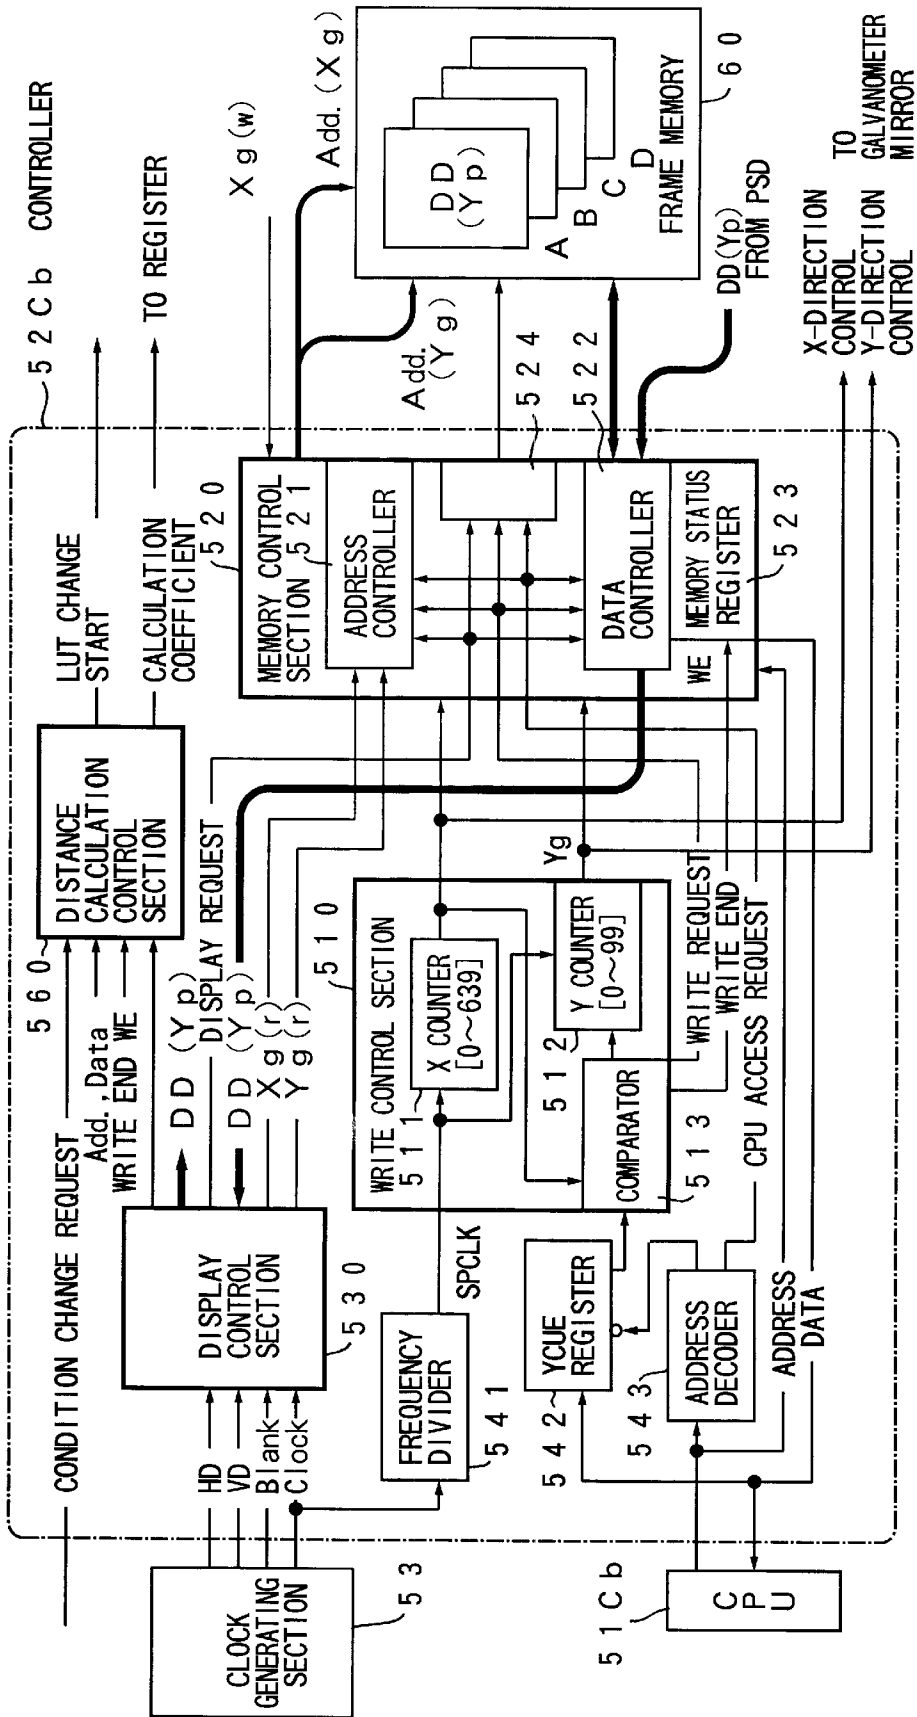 52Cb CONTROLLER
CONDITION CHANGE REQUEST
560
DISTANCE
CALCULATION
CONTROL
SECTION
Add.,Data
WRITE END WE
LUT CHANGE
START
CALCULATION
COEFFICIENT
TO REGISTER
CLOCK
GENERATING
SECTION
53
HD
VD
Blank
Clock
DISPLAY
CONTROL
SECTION
530
DD (Yp)
DISPLAY REQUEST
DD (Yp)
Xg(r)
Yg(r)
520
MEMORY CONTROL
SECTION 521
ADDRESS
CONTROLLER
Xg(w)
Add. (Xg)
Add.
(Yg)
DD
(Yp)
A
B
C
D
FRAME MEMORY
60
524
522
DATA
CONTROLLER
WE
MEMORY STATUS
REGISTER
523
DD(Yp)
FROM PSD
FREQUENCY
DIVIDER
541
SPCLK
510
WRITE CONTROL SECTION
511
X COUNTER
[0~639]
512
Y COUNTER
[0~99]
Yg
COMPARATOR
513
WRITE REQUEST
WRITE END
CPU ACCESS REQUEST
YCUE
REGISTER
542
543
ADDRESS
DECODER
ADDRESS
DATA
51Cb
CPU
X-DIRECTION
CONTROL
Y-DIRECTION
CONTROL
TO
GALVANOMETER
MIRROR